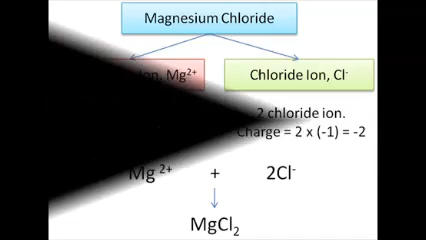 Magnesium Chloride
Ion, Mg²⁺
Chloride Ion, Cl⁻
2 chloride ion.
Charge = 2 x (-1) = -2
Mg ²⁺ + 2Cl⁻
MgCl₂